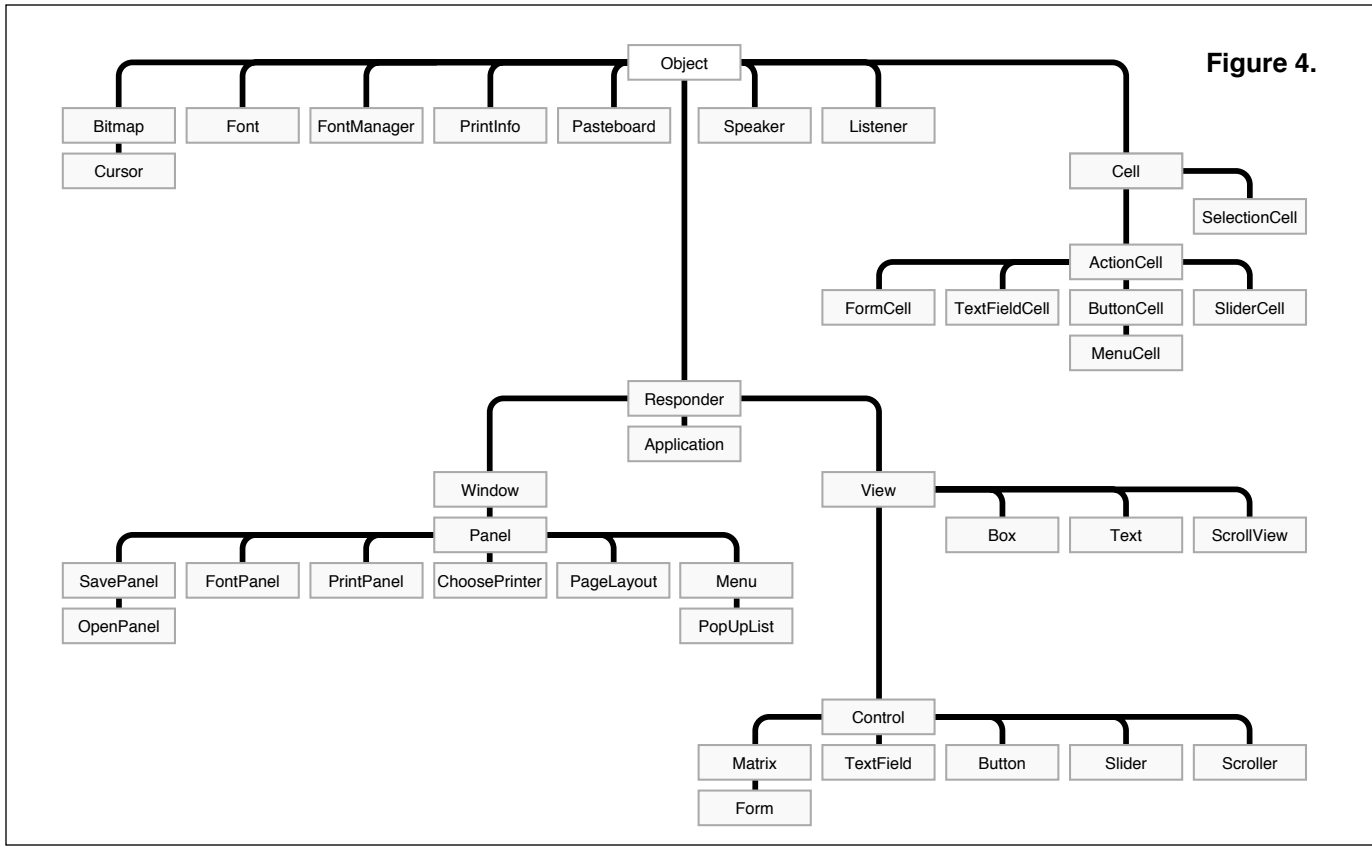 Figure 4.
Object
Bitmap
Font
FontManager
PrintInfo
Pasteboard
Speaker
Listener
Cursor
Cell
SelectionCell
ActionCell
FormCell
TextFieldCell
ButtonCell
SliderCell
MenuCell
Responder
Application
Window
View
Panel
Box
Text
ScrollView
SavePanel
FontPanel
PrintPanel
ChoosePrinter
PageLayout
Menu
OpenPanel
PopUpList
Control
Matrix
TextField
Button
Slider
Scroller
Form